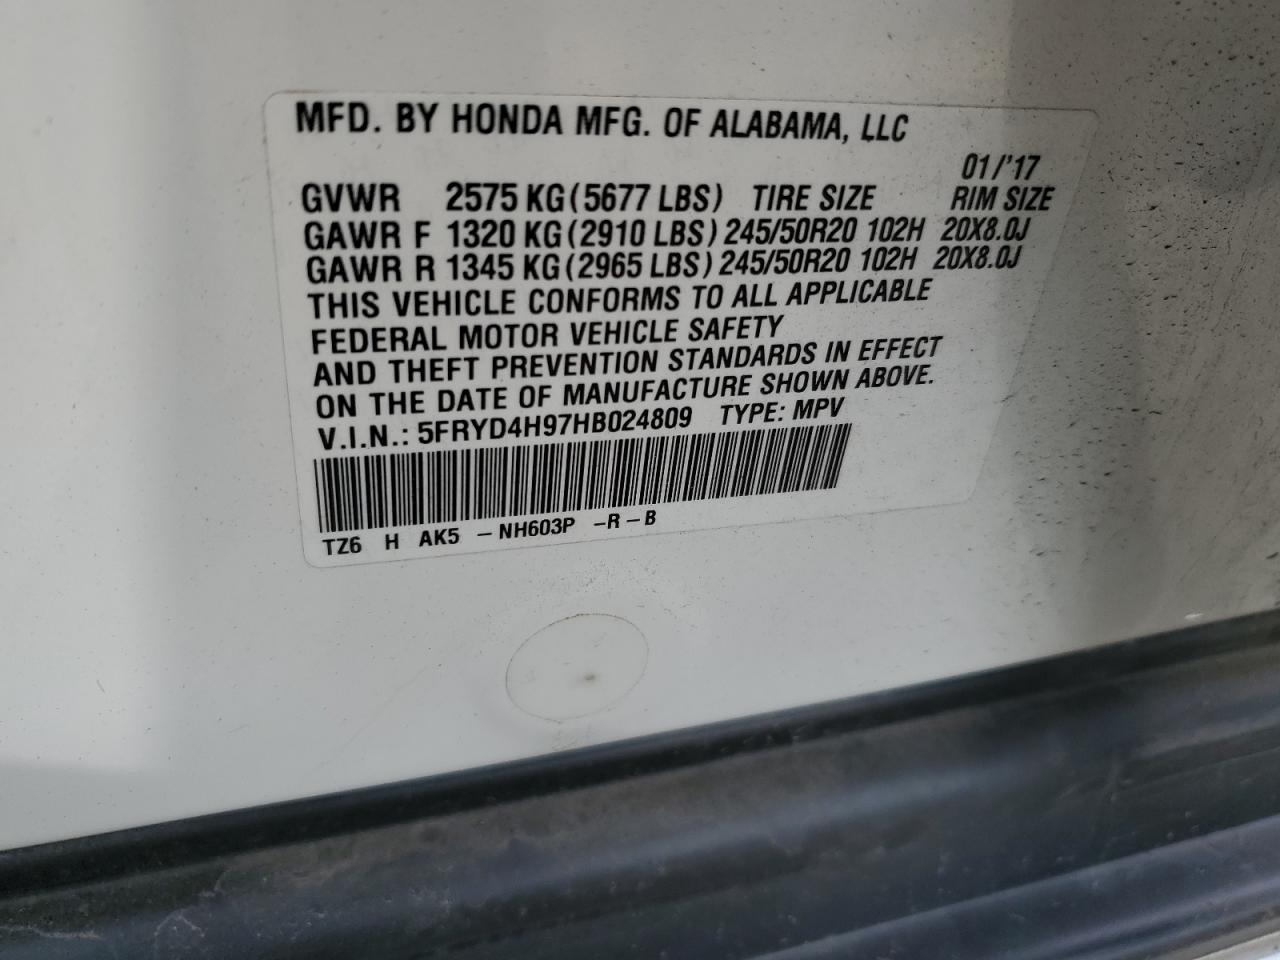 MFD. BY HONDA MFG. OF ALABAMA, LLC
01/'17
GVWR 2575 KG (5677 LBS) TIRE SIZE RIM SIZE
GAWR F 1320 KG (2910 LBS) 245/50R20 102H 20X8.0J
GAWR R 1345 KG (2965 LBS) 245/50R20 102H 20X8.0J
THIS VEHICLE CONFORMS TO ALL APPLICABLE
FEDERAL MOTOR VEHICLE SAFETY
AND THEFT PREVENTION STANDARDS IN EFFECT
ON THE DATE OF MANUFACTURE SHOWN ABOVE.
V.I.N.: 5FRYD4H97HB024809 TYPE: MPV
TZ6 H AK5 – NH603P –R – B